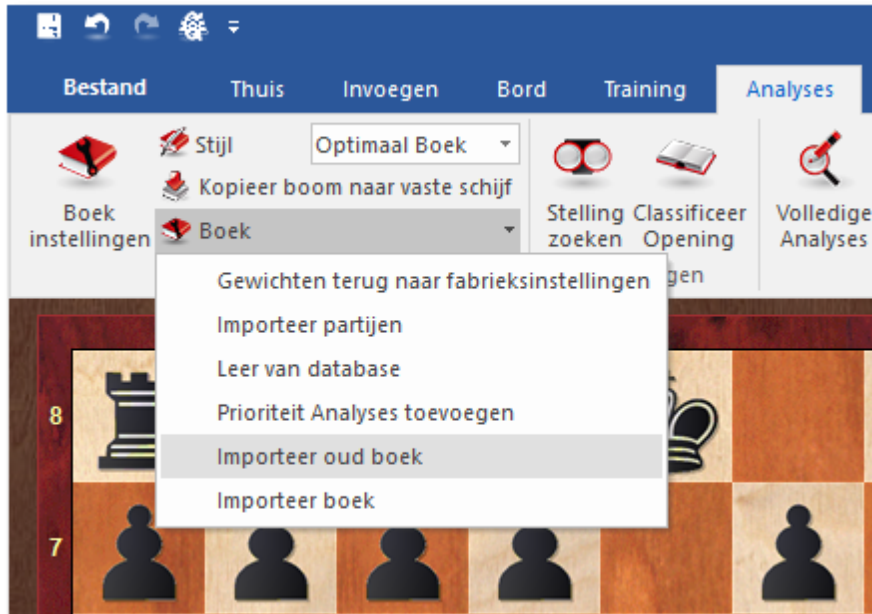 Bestand Thuis Invoegen Bord Training Analyses
Stijl Optimaal Boek
Kopieer boom naar vaste schijf
Boek
instellingen
Boek
Stelling
zoeken
Classificeer
Opening
Volledige
Analyses
Gewichten terug naar fabrieksinstellingen
Importeer partijen
Leer van database
Prioriteit Analyses toevoegen
Importeer oud boek
Importeer boek
8
7